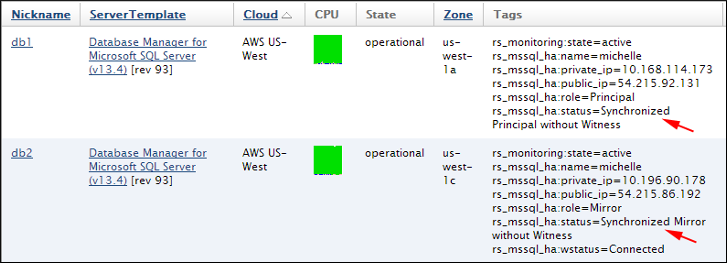 Nickname ServerTemplate Cloud CPU State Zone Tags
db1 Database Manager for Microsoft SQL Server (v13.4) [rev 93] AWS US-West operational us-west-1a
rs_monitoring:state=active
rs_mssql_ha:name=michelle
rs_mssql_ha:private_ip=10.168.114.173
rs_mssql_ha:public_ip=54.215.92.131
rs_mssql_ha:role=Principal
rs_mssql_ha:status=Synchronized
Principal without Witness
db2 Database Manager for Microsoft SQL Server (v13.4) [rev 93] AWS US-West operational us-west-1c
rs_monitoring:state=active
rs_mssql_ha:name=michelle
rs_mssql_ha:private_ip=10.196.90.178
rs_mssql_ha:public_ip=54.215.86.192
rs_mssql_ha:role=Mirror
rs_mssql_ha:status=Synchronized Mirror
without Witness
rs_mssql_ha:wstatus=Connected